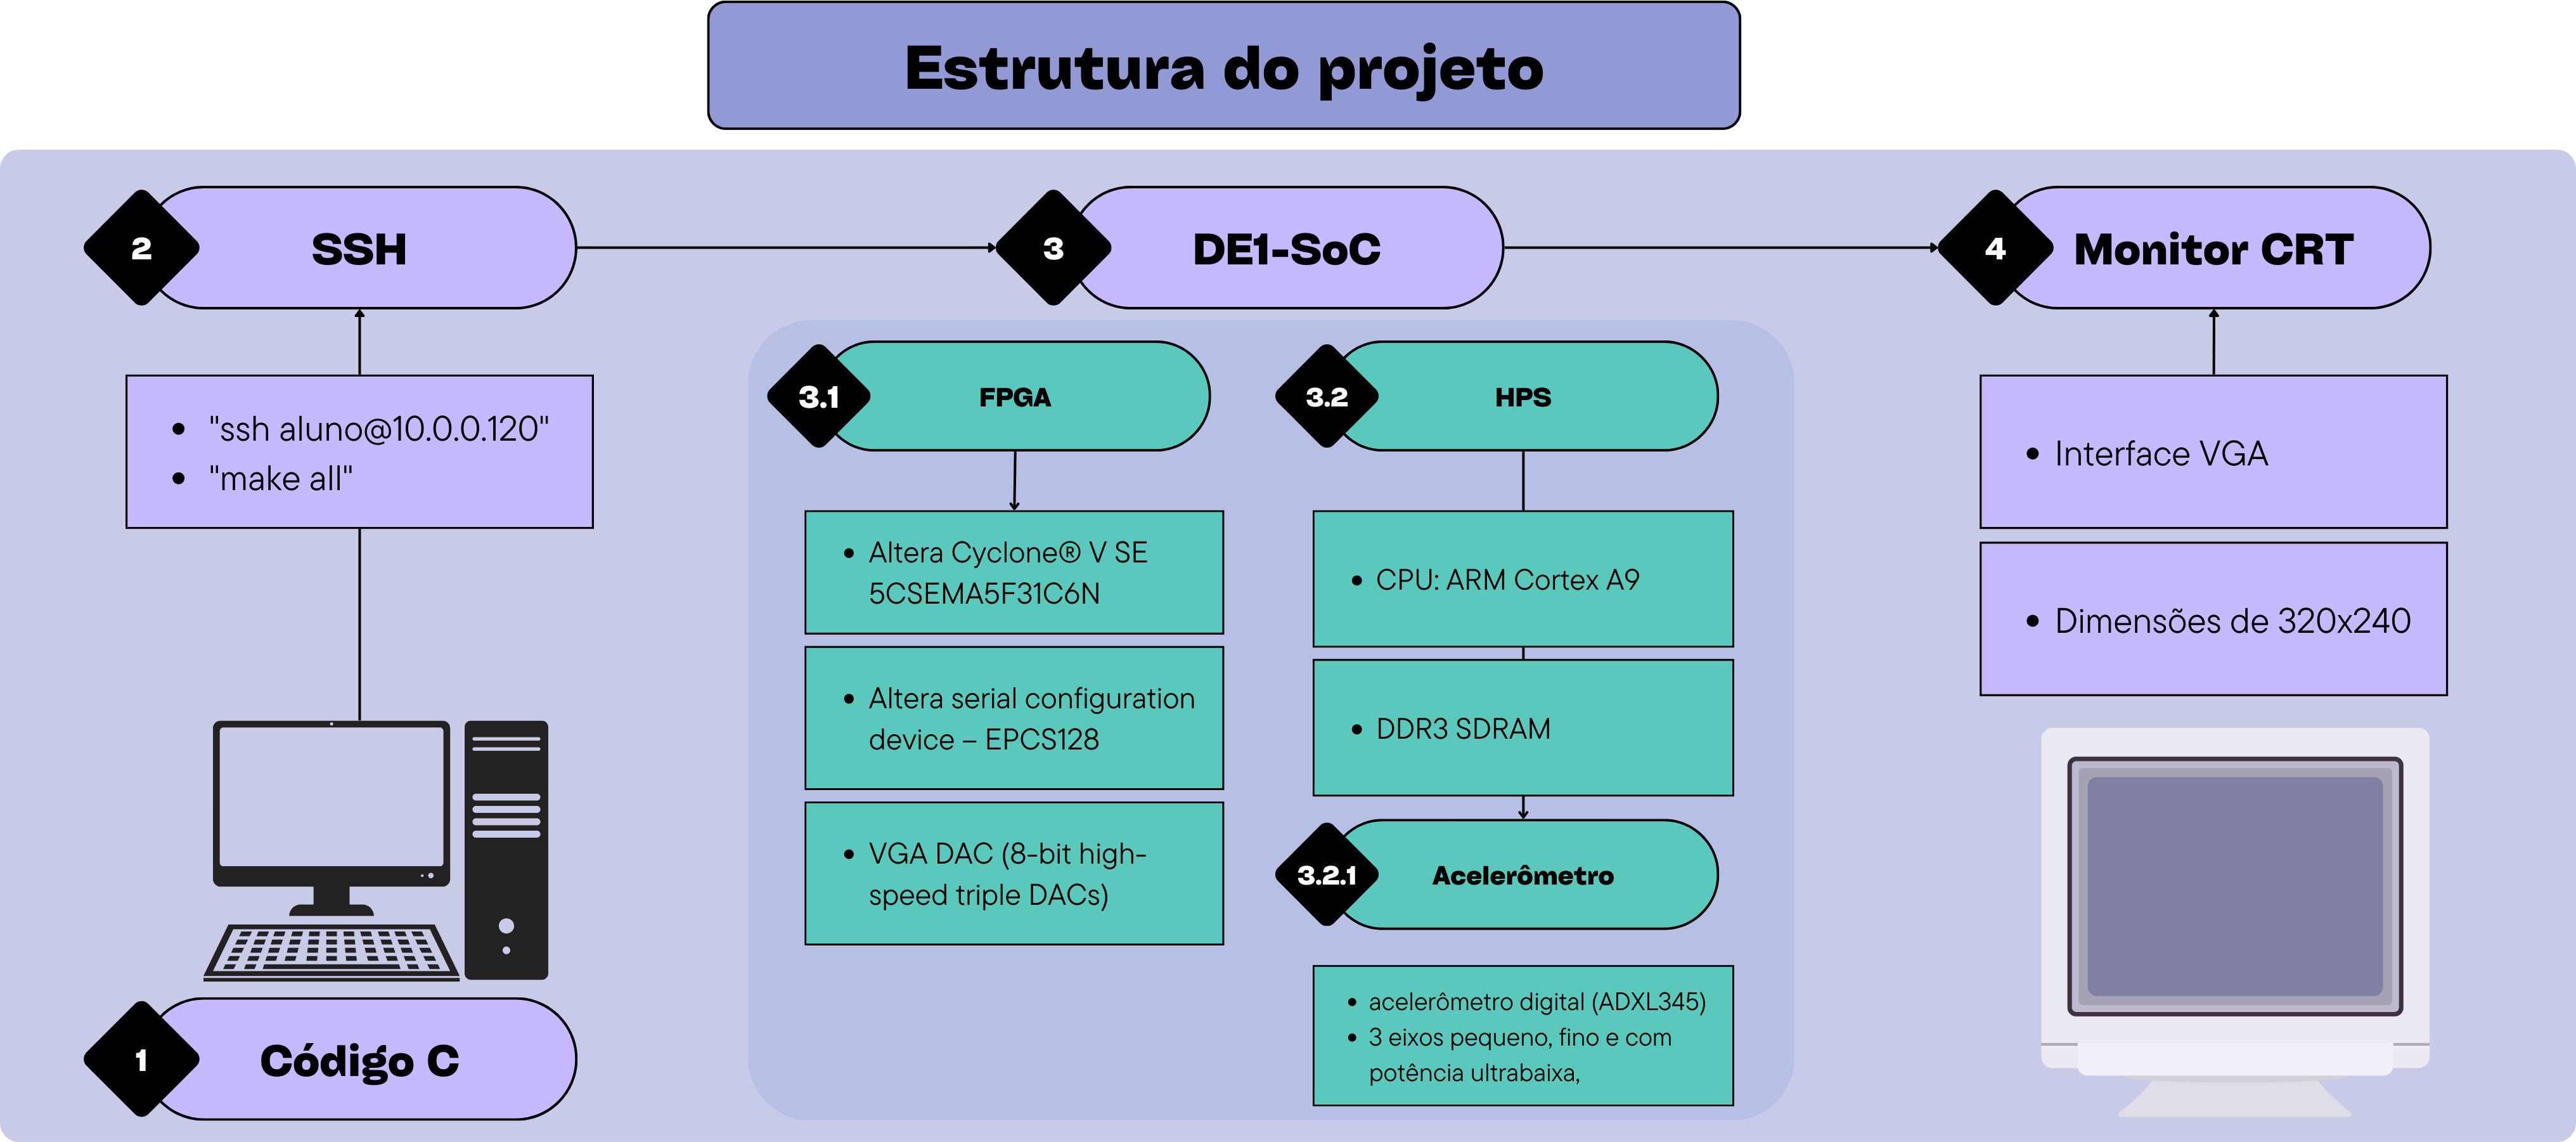 Estrutura do projeto
2
SSH
3
DE1-SoC
4
Monitor CRT
• "ssh aluno@10.0.0.120"
• "make all"
1
Código C
3.1
FPGA
• Altera Cyclone® V SE
5CSEMA5F31C6N
• Altera serial configuration
device – EPCS128
• VGA DAC (8-bit high-
speed triple DACs)
3.2
HPS
• CPU: ARM Cortex A9
• DDR3 SDRAM
3.2.1
Acelerômetro
• acelerômetro digital (ADXL345)
• 3 eixos pequeno, fino e com
potência ultrabaixa,
• Interface VGA
• Dimensões de 320x240